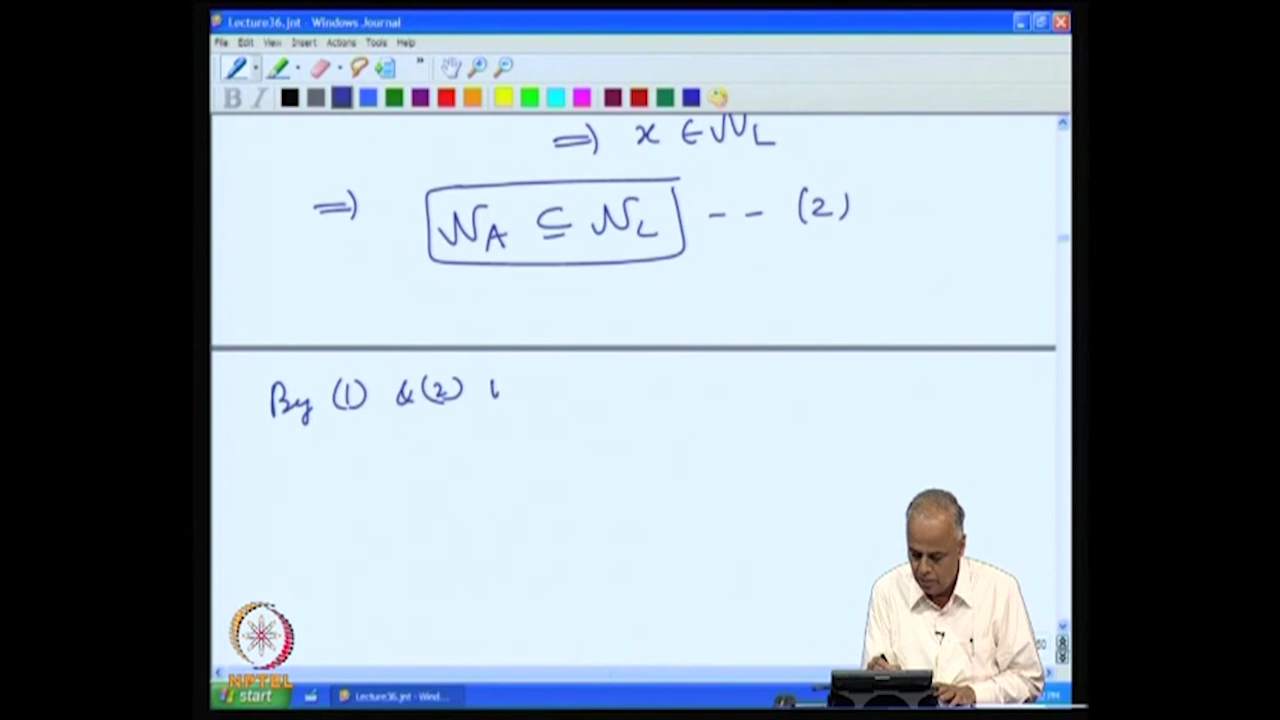 Lecture36.jnt - Windows Journal
File Edit View Insert Actions Tools Help
B I
⇒ x ∈ 𝒩_L
⇒ 𝒩_A ⊆ 𝒩_L -- (2)
By (1) & (2)
NPTEL
start Lecture36.jnt - Wind...